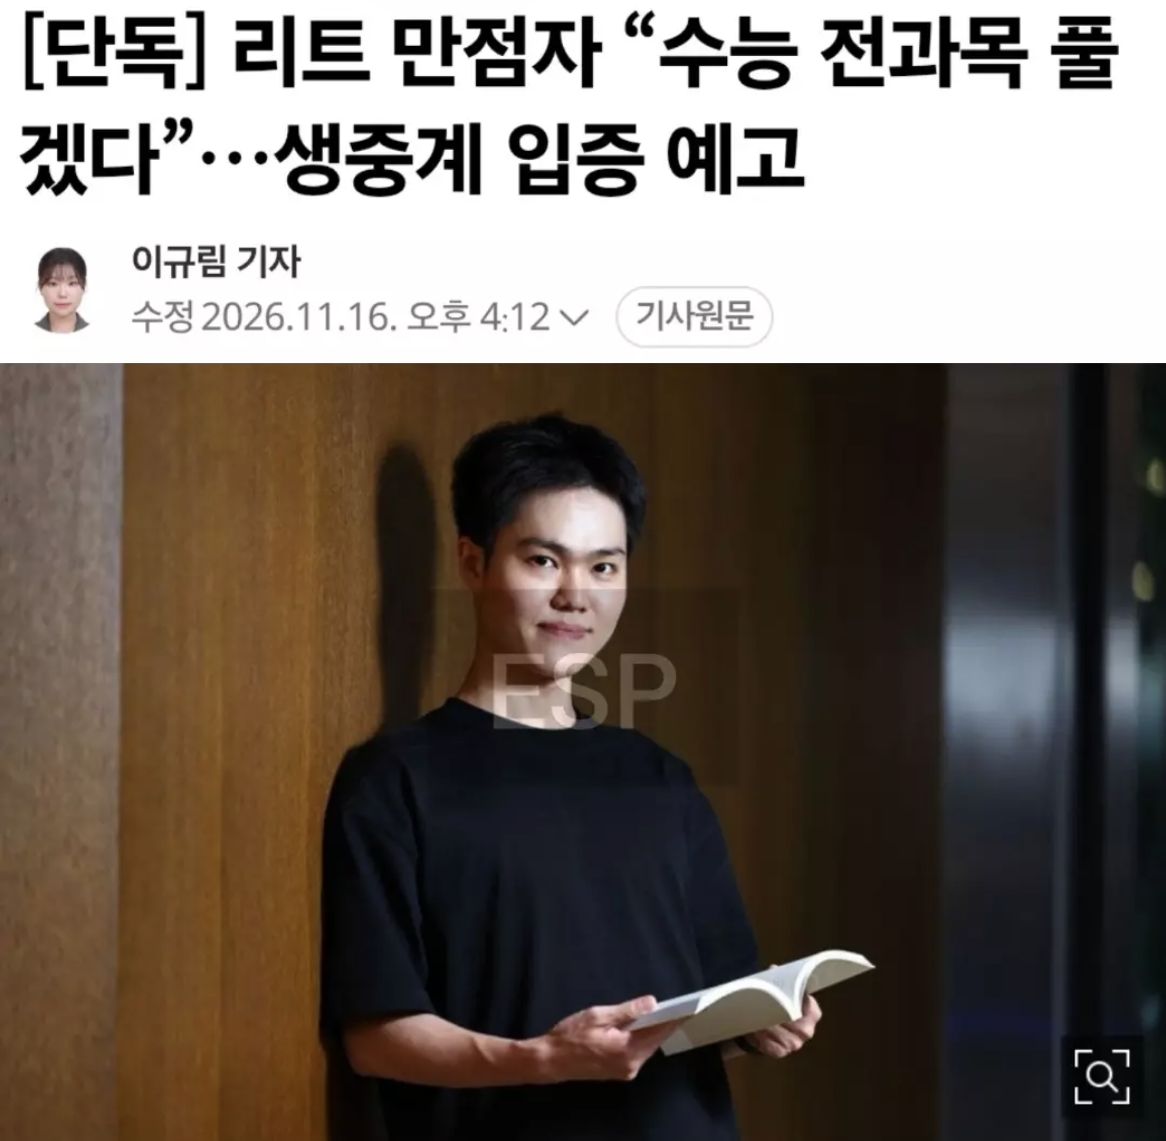 [단독] 리트 만점자 “수능 전과목 풀
겠다”…생중계 입증 예고
이규림 기자
수정 2026.11.16. 오후 4:12
기사원문
ESP